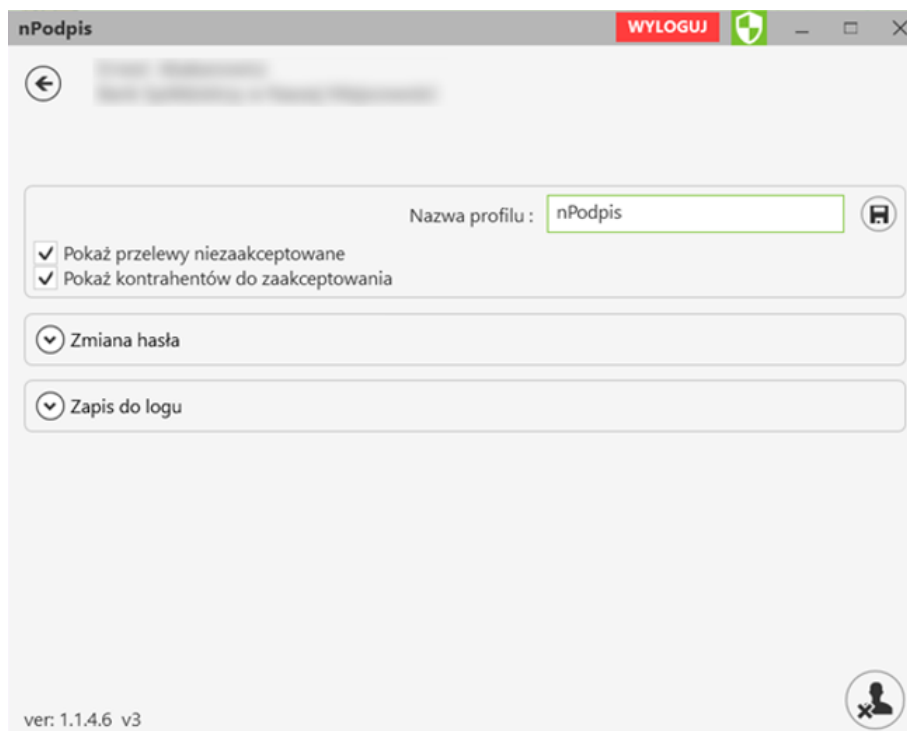 nPodpis WYLOGUJ
Nazwa profilu : nPodpis
Pokaż przelewy niezaakceptowane
Pokaż kontrahentów do zaakceptowania
Zmiana hasła
Zapis do logu
ver: 1.1.4.6 v3